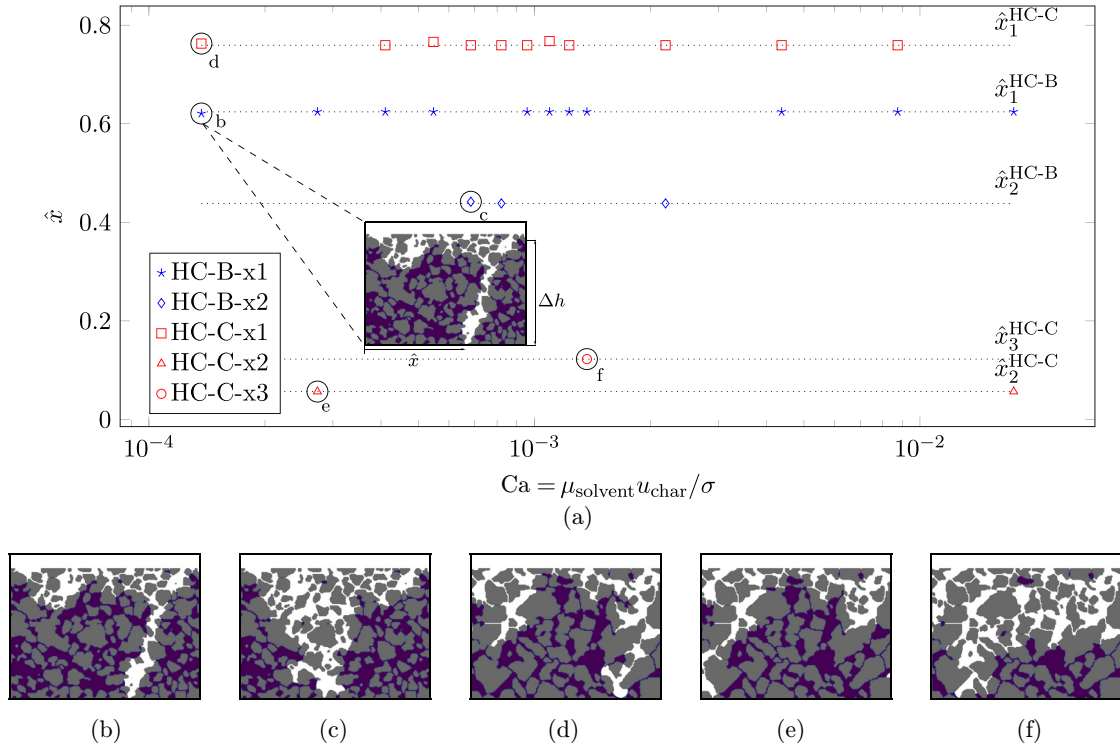 0.8
0.6
0.4
0.2
0
x̂
x̂₁^HC-C
x̂₁^HC-B
x̂₂^HC-B
x̂₃^HC-C
x̂₂^HC-C
d
b
c
f
e
Δh
x̂
HC-B-x1
HC-B-x2
HC-C-x1
HC-C-x2
HC-C-x3
10⁻⁴ 10⁻³ 10⁻²
Ca = μ_solvent u_char/σ
(a)
(b) (c) (d) (e) (f)